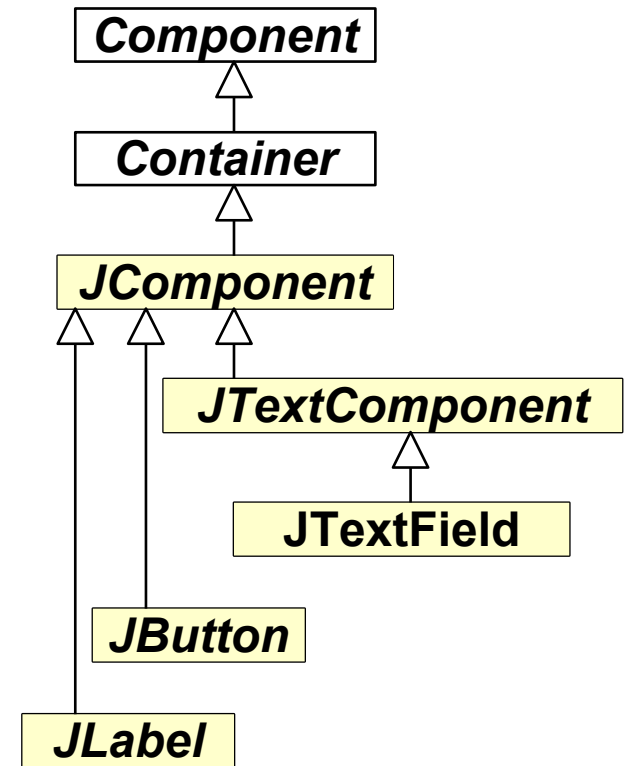 Component
Container
JComponent
JTextComponent
JTextField
JButton
JLabel